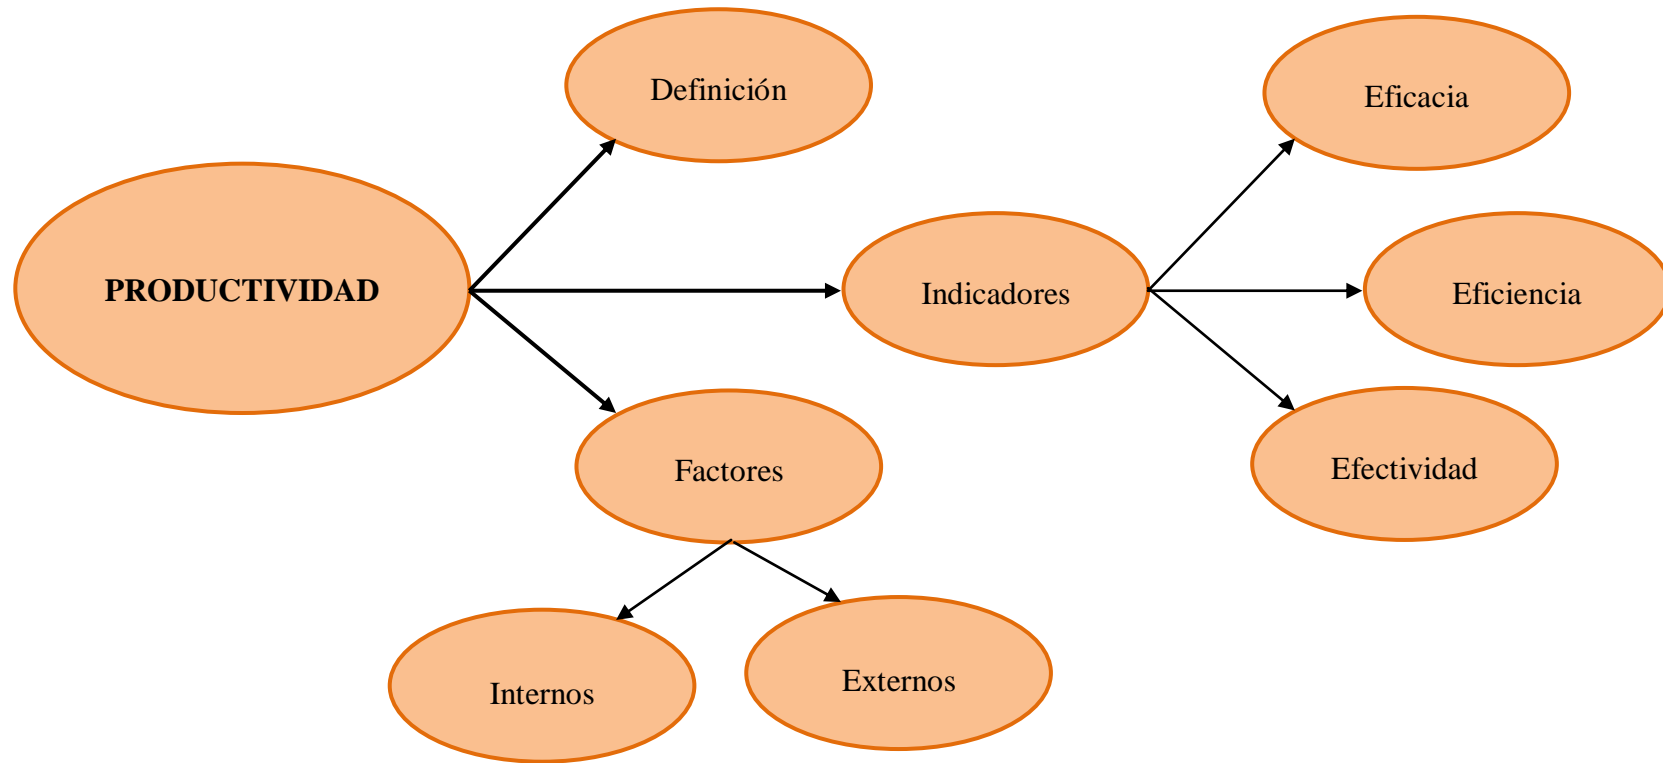 Definición
Eficacia
PRODUCTIVIDAD
Indicadores
Eficiencia
Factores
Efectividad
Internos
Externos